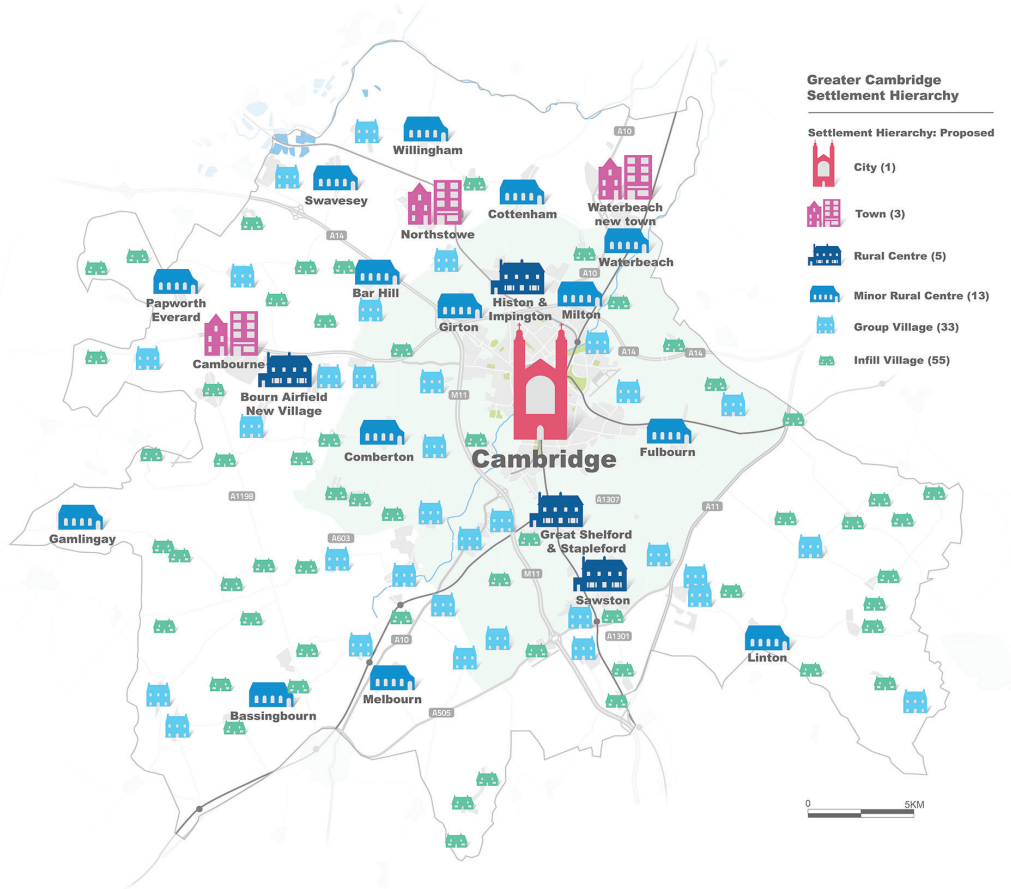 Greater Cambridge
Settlement Hierarchy
Settlement Hierarchy: Proposed
City (1)
Town (3)
Rural Centre (5)
Minor Rural Centre (13)
Group Village (33)
Infill Village (55)
A10
Willingham
Swavesey
Northstowe
Cottenham
Waterbeach
new town
A14
Waterbeach
A10
Bar Hill
Papworth
Everard
Histon &
Impington
Milton
Girton
Cambourne
A14
A14
Bourn Airfield
New Village
M11
Comberton
Cambridge
Fulbourn
A1198
A1307
A11
Gamlingay
A603
Great Shelford
& Stapleford
M11
Sawston
A10
A1301
Linton
Melbourn
Bassingbourn
A505
0
5KM